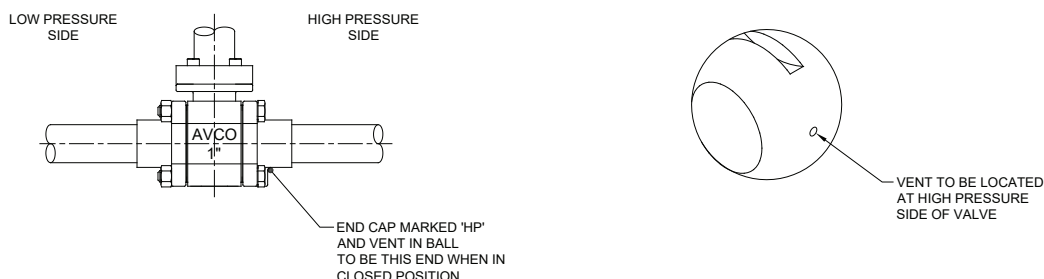 LOW PRESSURE
SIDE
HIGH PRESSURE
SIDE
AVCO
1"
END CAP MARKED 'HP'
AND VENT IN BALL
TO BE THIS END WHEN IN
CLOSED POSITION
VENT TO BE LOCATED
AT HIGH PRESSURE
SIDE OF VALVE